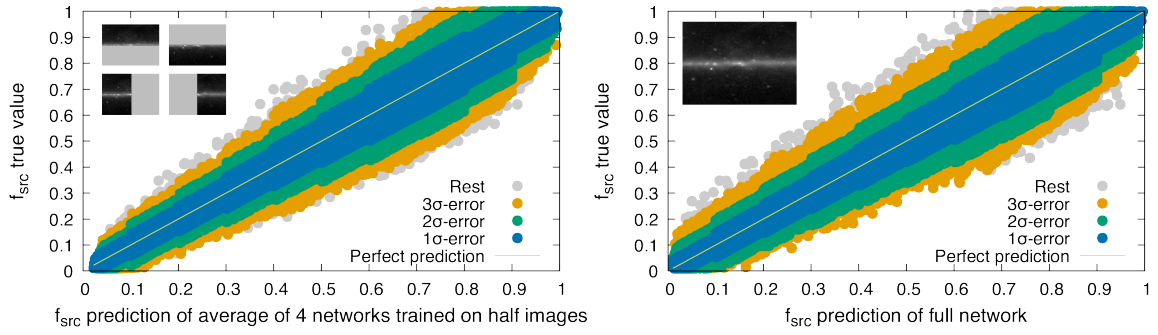 1
0.9
0.8
0.7
0.6
0.5
0.4
0.3
0.2
0.1
0
f_src true value
Rest
3σ-error
2σ-error
1σ-error
Perfect prediction
0 0.1 0.2 0.3 0.4 0.5 0.6 0.7 0.8 0.9 1
f_src prediction of average of 4 networks trained on half images
1
0.9
0.8
0.7
0.6
0.5
0.4
0.3
0.2
0.1
0
f_src true value
Rest
3σ-error
2σ-error
1σ-error
Perfect prediction
0 0.1 0.2 0.3 0.4 0.5 0.6 0.7 0.8 0.9 1
f_src prediction of full network